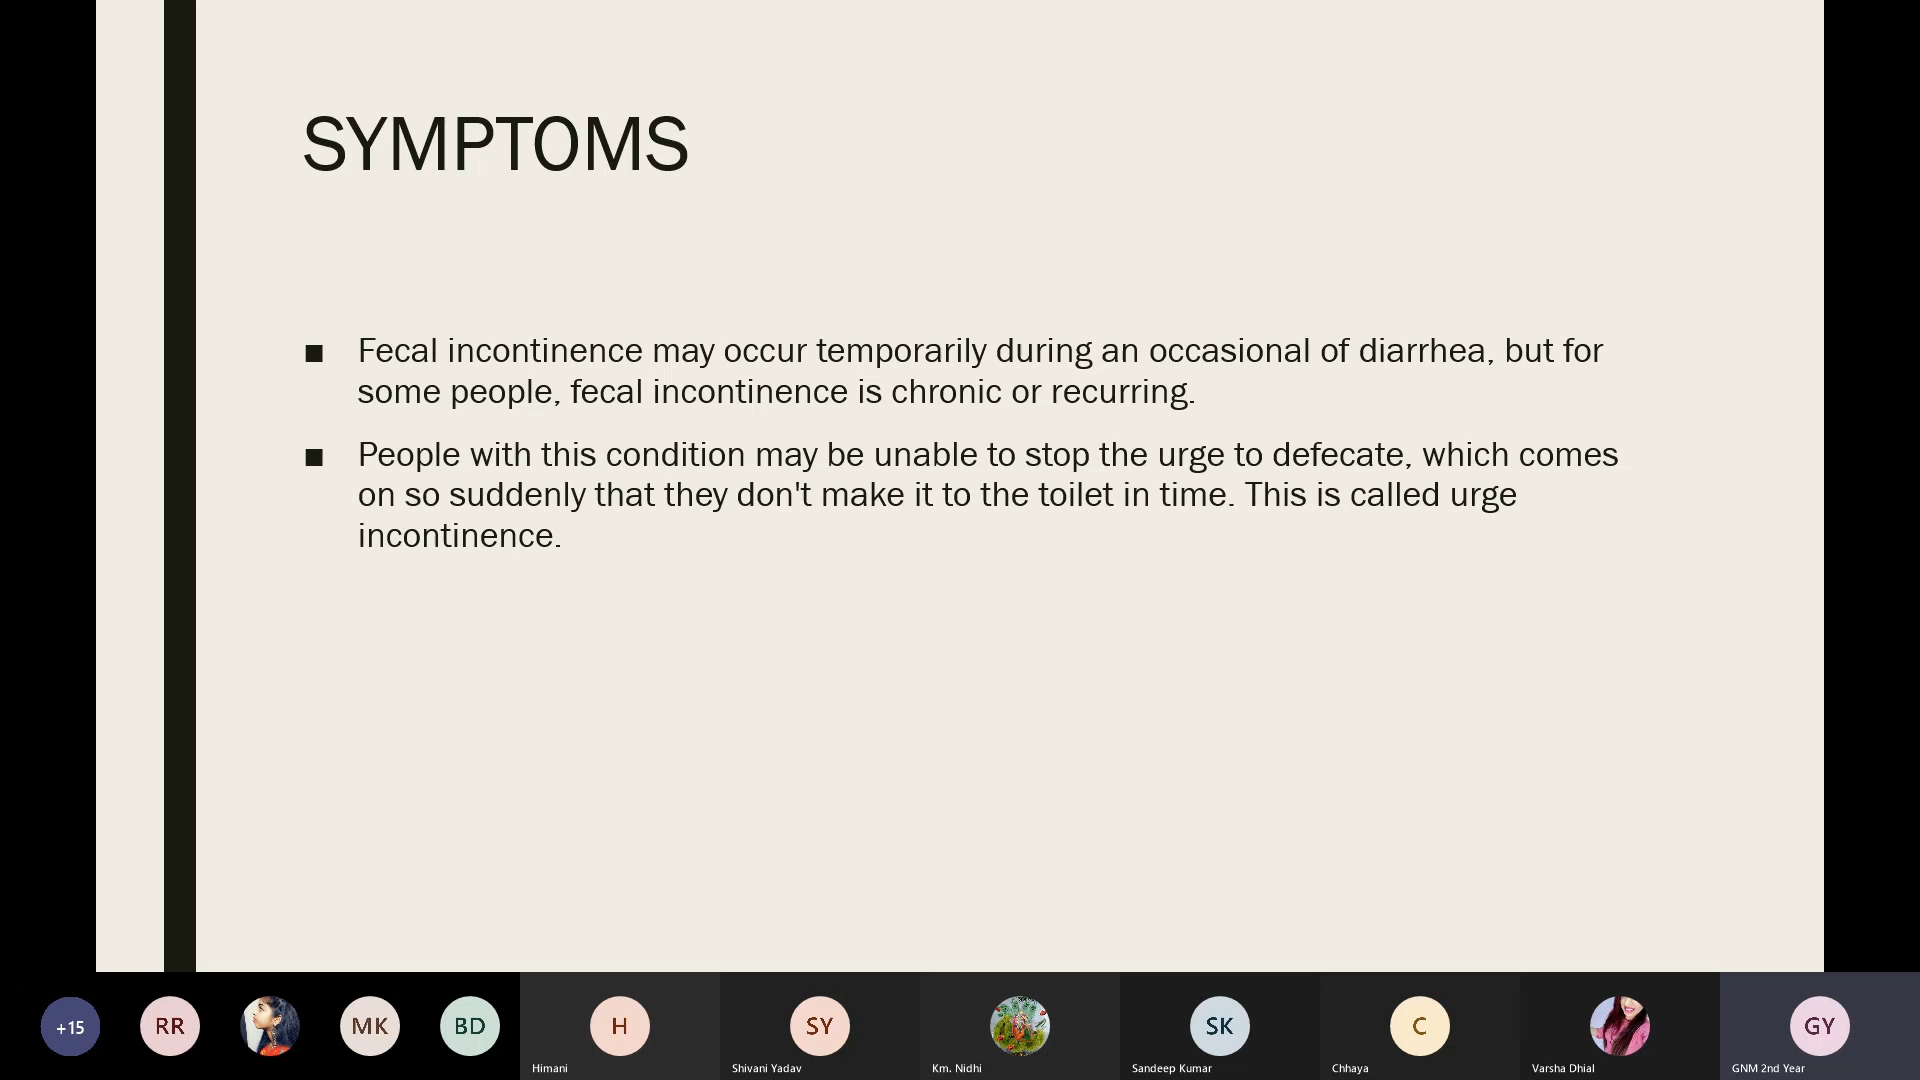 SYMPTOMS
■ Fecal incontinence may occur temporarily during an occasional of diarrhea, but for
some people, fecal incontinence is chronic or recurring.
■ People with this condition may be unable to stop the urge to defecate, which comes
on so suddenly that they don't make it to the toilet in time. This is called urge
incontinence.
+15
RR
MK
BD
H
SY
SK
C
GY
Himani
Shivani Yadav
Km. Nidhi
Sandeep Kumar
Chhaya
Varsha Dhial
GNM 2nd Year